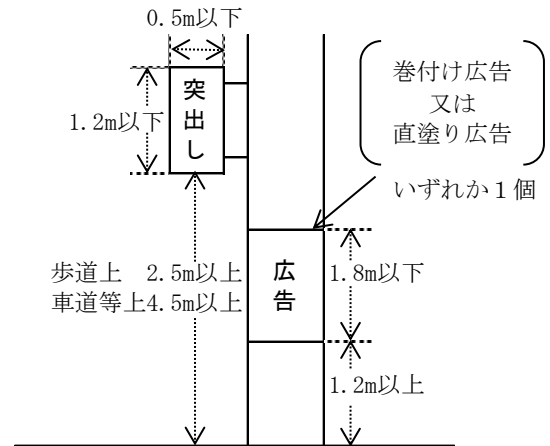 0.5m以下
1.2m以下
突出し
巻付け広告
又は
直塗り広告
いずれか１個
歩道上　2.5m以上
車道等上4.5m以上
広告
1.8m以下
1.2m以上